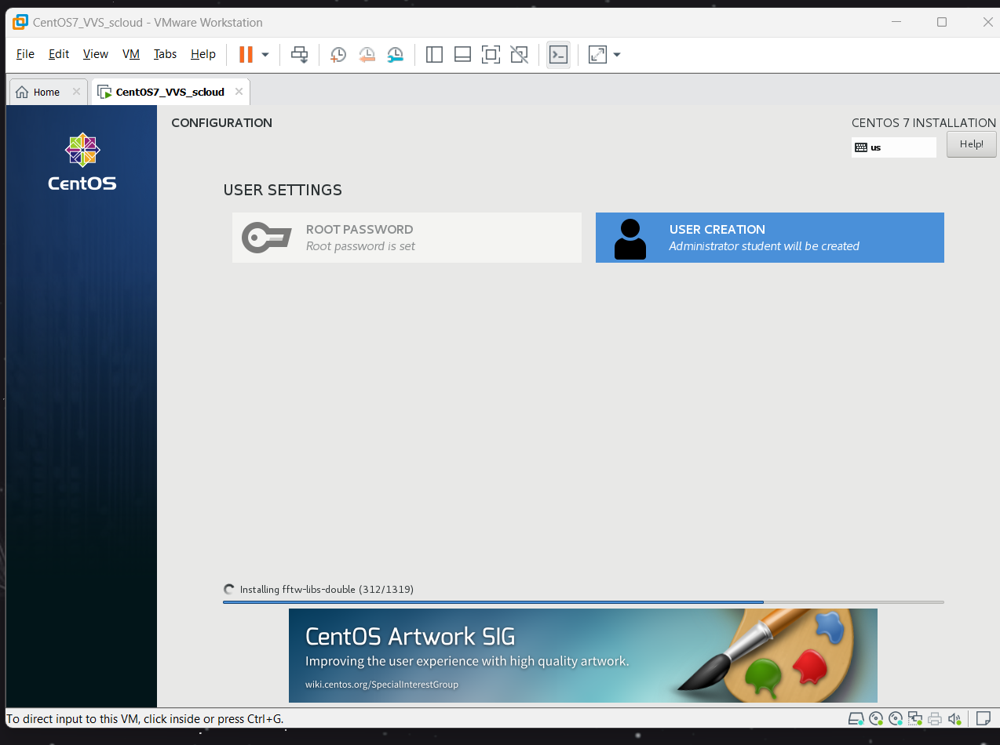 CentOS7_VVS_scloud - VMware Workstation
File Edit View VM Tabs Help
Home CentOS7_VVS_scloud
CentOS
CONFIGURATION
CENTOS 7 INSTALLATION
us
Help!
USER SETTINGS
ROOT PASSWORD
Root password is set
USER CREATION
Administrator student will be created
Installing fftw-libs-double (312/1319)
CentOS Artwork SIG
Improving the user experience with high quality artwork.
wiki.centos.org/SpecialInterestGroup
To direct input to this VM, click inside or press Ctrl+G.